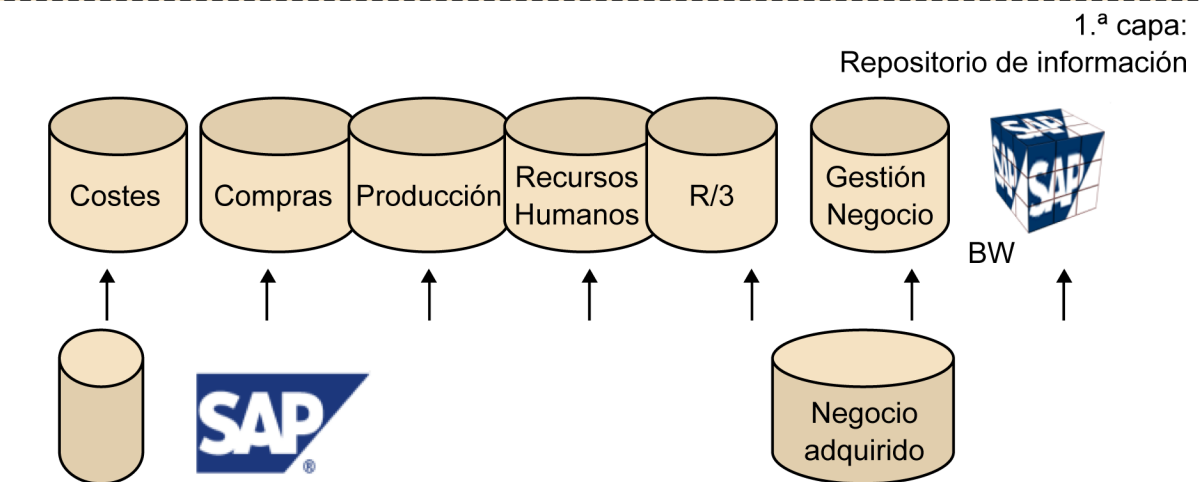 1.ª capa:
Repositorio de información
Costes
Compras
Producción
Recursos
Humanos
R/3
Gestión
Negocio
SAP
SAP
BW
SAP®
Negocio
adquirido